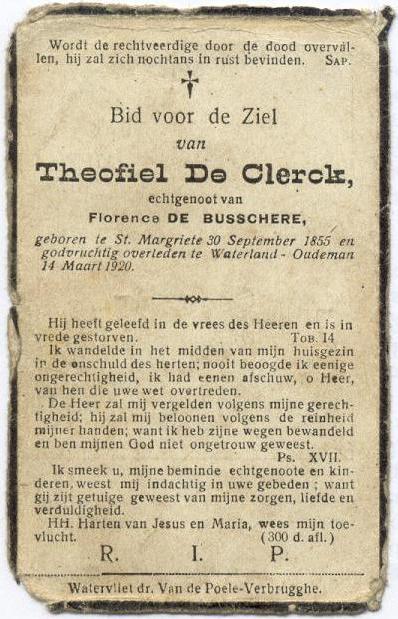 Wordt de rechtveerdige door de dood overval-
len, hij zal zich nochtans in rust bevinden. SAP.
Bid voor de Ziel
van
Theofiel De Clerck,
echtgenoot van
Florence DE BUSSCHERE,
geboren te St. Margriete 30 September 1855 en
godvruchtig overleden te Waterland-Oudeman
14 Maart 1920.
Hij heeft geleefd in de vrees des Heeren en is in
vrede gestorven. TOB. 14
Ik wandelde in het midden van mijn huisgezin
in de onschuld des herten; nooit beoogde ik eenige
ongerechtigheid, ik had eenen afschuw, o Heer,
van hen die uwe wet overtreden.
De Heer zal mij vergelden volgens mijne gerech-
tigheid; hij zal mij beloonen volgens de reinheid
mijner handen; want ik heb zijne wegen bewandeld
en ben mijnen God niet ongetrouw geweest.
Ps. XVII.
Ik smeek u, mijne beminde echtgenoote en kin-
deren, weest mij indachtig in uwe gebeden; want
gij zijt getuige geweest van mijne zorgen, liefde en
verduldigheid.
HH. Harten van Jesus en Maria, wees mijn toe-
vlucht. (300 d. afl.)
R. I. P.
Watervliet dr. Van de Poele-Verbrugghe.